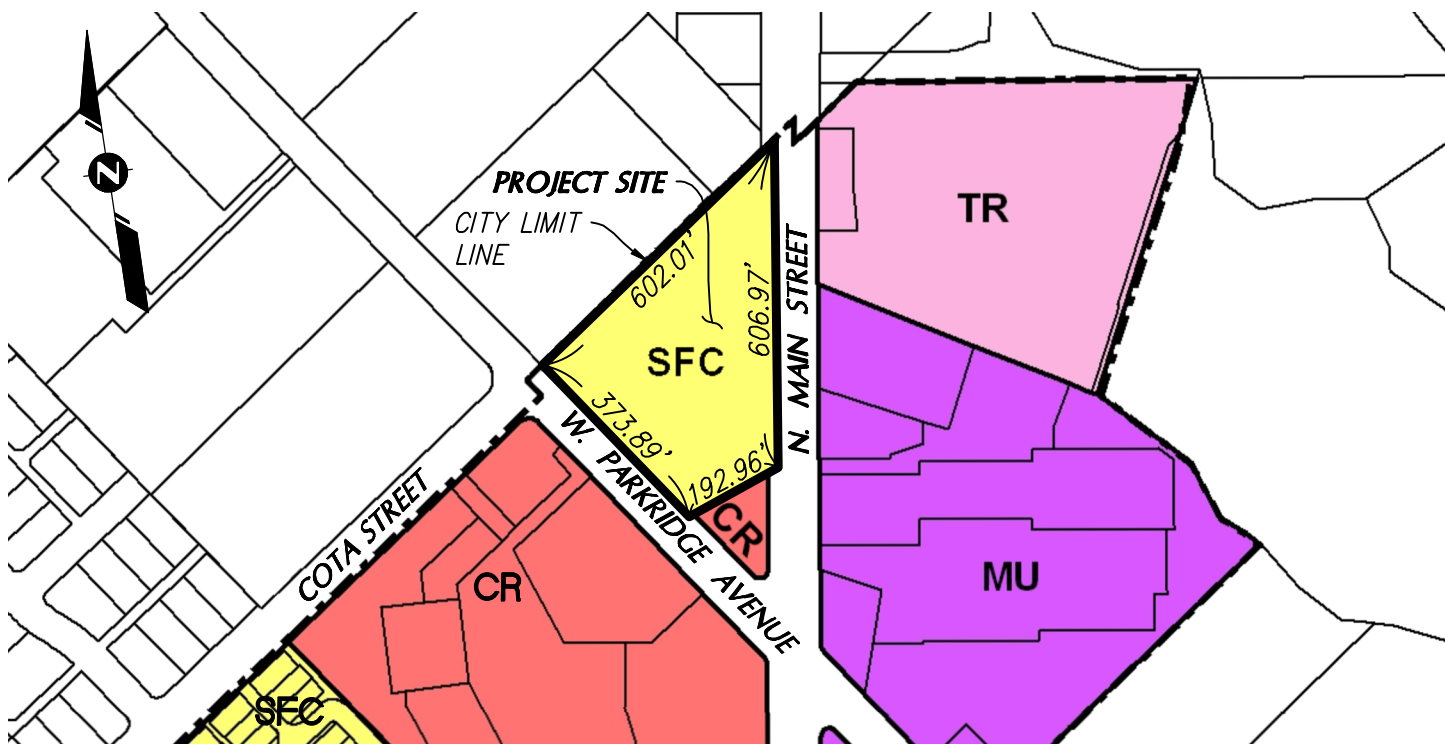 N
PROJECT SITE
CITY LIMIT
LINE
602.01'
606.97'
TR
N. MAIN STREET
SFC
373.89'
192.96'
W. PARKRIDGE AVENUE
CR
COTA STREET
CR
MU
SFC